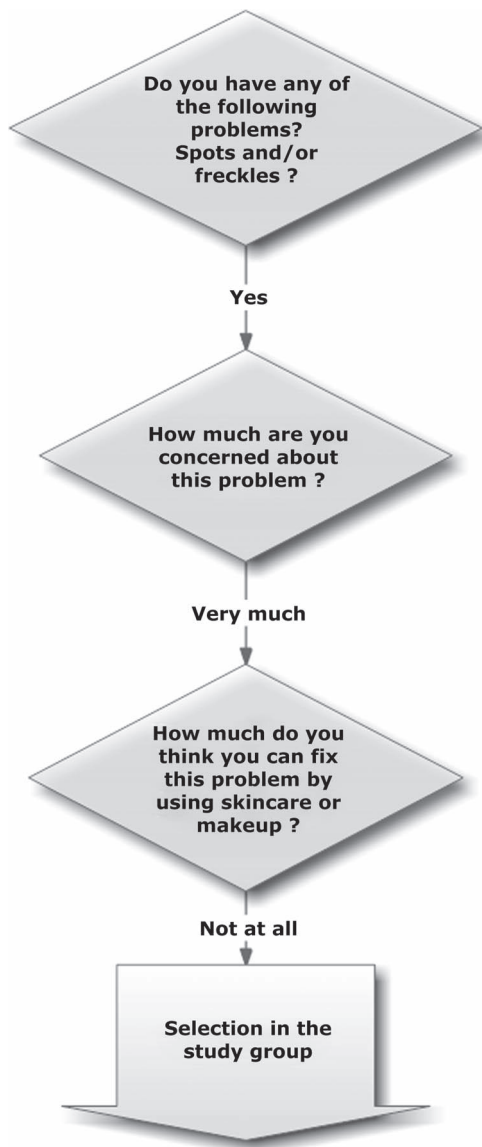 Do you have any of
the following
problems?
Spots and/or
freckles ?
Yes
How much are you
concerned about
this problem ?
Very much
How much do you
think you can fix
this problem by
using skincare or
makeup ?
Not at all
Selection in the
study group